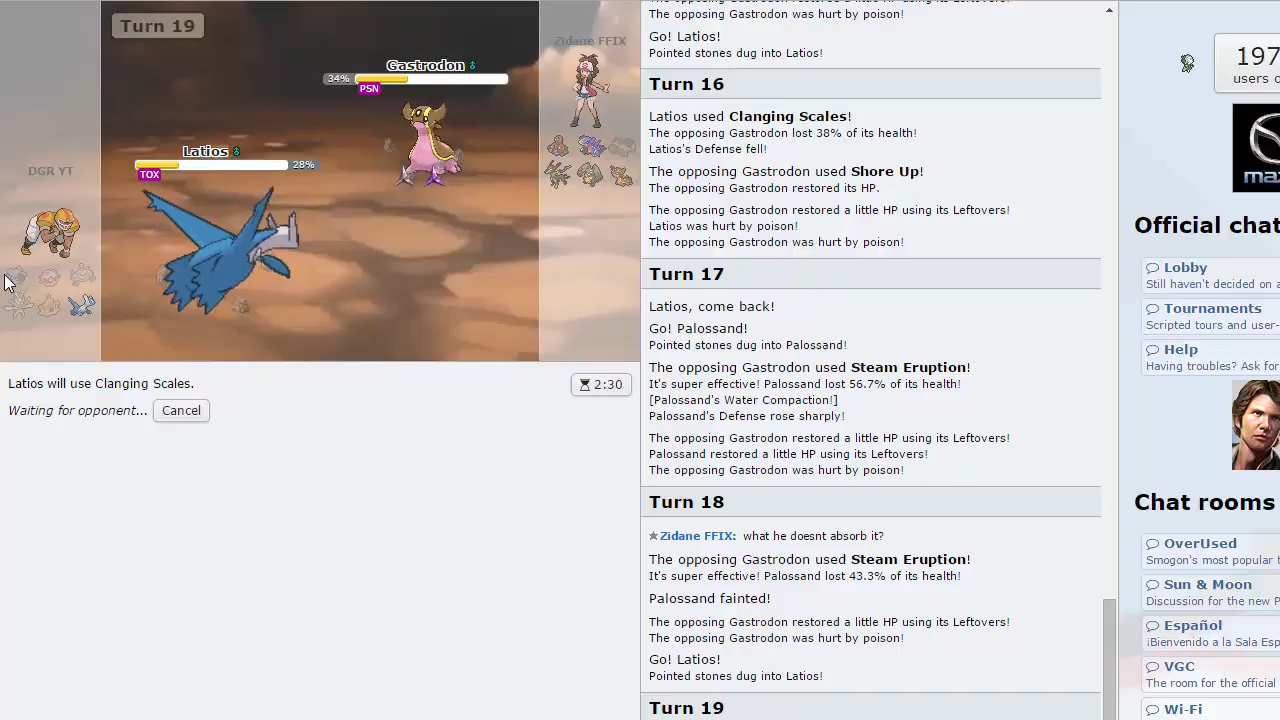 Turn 19
Zidane FFIX
Gastrodon
34%
PSN
Latios
28%
TOX
DGR YT
Latios will use Clanging Scales.
2:30
Waiting for opponent...
Cancel
The opposing Gastrodon was hurt by poison!
Go! Latios!
Pointed stones dug into Latios!
Turn 16
Latios used Clanging Scales!
The opposing Gastrodon lost 38% of its health!
Latios's Defense fell!
The opposing Gastrodon used Shore Up!
The opposing Gastrodon restored its HP.
The opposing Gastrodon restored a little HP using its Leftovers!
Latios was hurt by poison!
The opposing Gastrodon was hurt by poison!
Turn 17
Latios, come back!
Go! Palossand!
Pointed stones dug into Palossand!
The opposing Gastrodon used Steam Eruption!
It's super effective! Palossand lost 56.7% of its health!
[Palossand's Water Compaction!]
Palossand's Defense rose sharply!
The opposing Gastrodon restored a little HP using its Leftovers!
Palossand restored a little HP using its Leftovers!
The opposing Gastrodon was hurt by poison!
Turn 18
★Zidane FFIX: what he doesnt absorb it?
The opposing Gastrodon used Steam Eruption!
It's super effective! Palossand lost 43.3% of its health!
Palossand fainted!
The opposing Gastrodon restored a little HP using its Leftovers!
The opposing Gastrodon was hurt by poison!
Go! Latios!
Pointed stones dug into Latios!
Turn 19
197
users o
maz
Official chat
Lobby
Still haven't decided on a
Tournaments
Scripted tours and user-
Help
Having troubles? Ask for
Chat rooms
OverUsed
Smogon's most popular t
Sun & Moon
Discussion for the new P
Español
¡Bienvenido a la Sala Esp
VGC
The room for the official
Wi-Fi